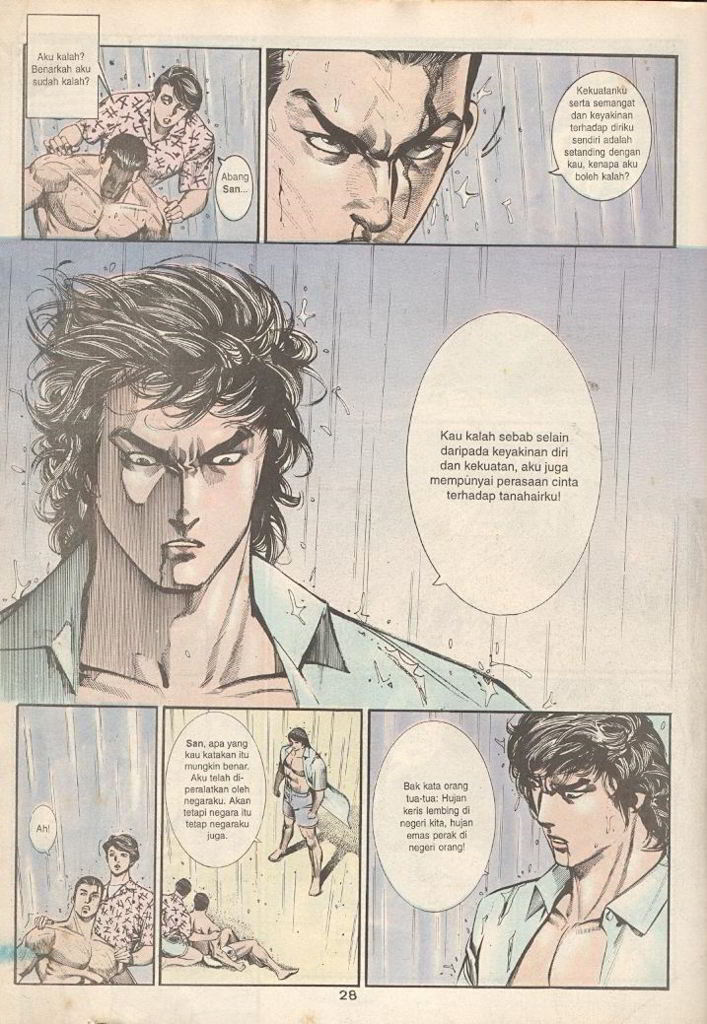 Aku kalah?
Benarkah aku
sudah kalah?
Abang
San...
Kekuatanku
serta semangat
dan keyakinan
terhadap diriku
sendiri adalah
setanding dengan
kau, kenapa aku
boleh kalah?
Kau kalah sebab selain
daripada keyakinan diri
dan kekuatan, aku juga
mempunyai perasaan cinta
terhadap tanahairku!
Ah!
San, apa yang
kau katakan itu
mungkin benar.
Aku telah di-
peralatkan oleh
negaraku. Akan
tetapi negara itu
tetap negaraku
juga.
Bak kata orang
tua-tua: Hujan
keris lembing di
negeri kita, hujan
emas perak di
negeri orang!
28